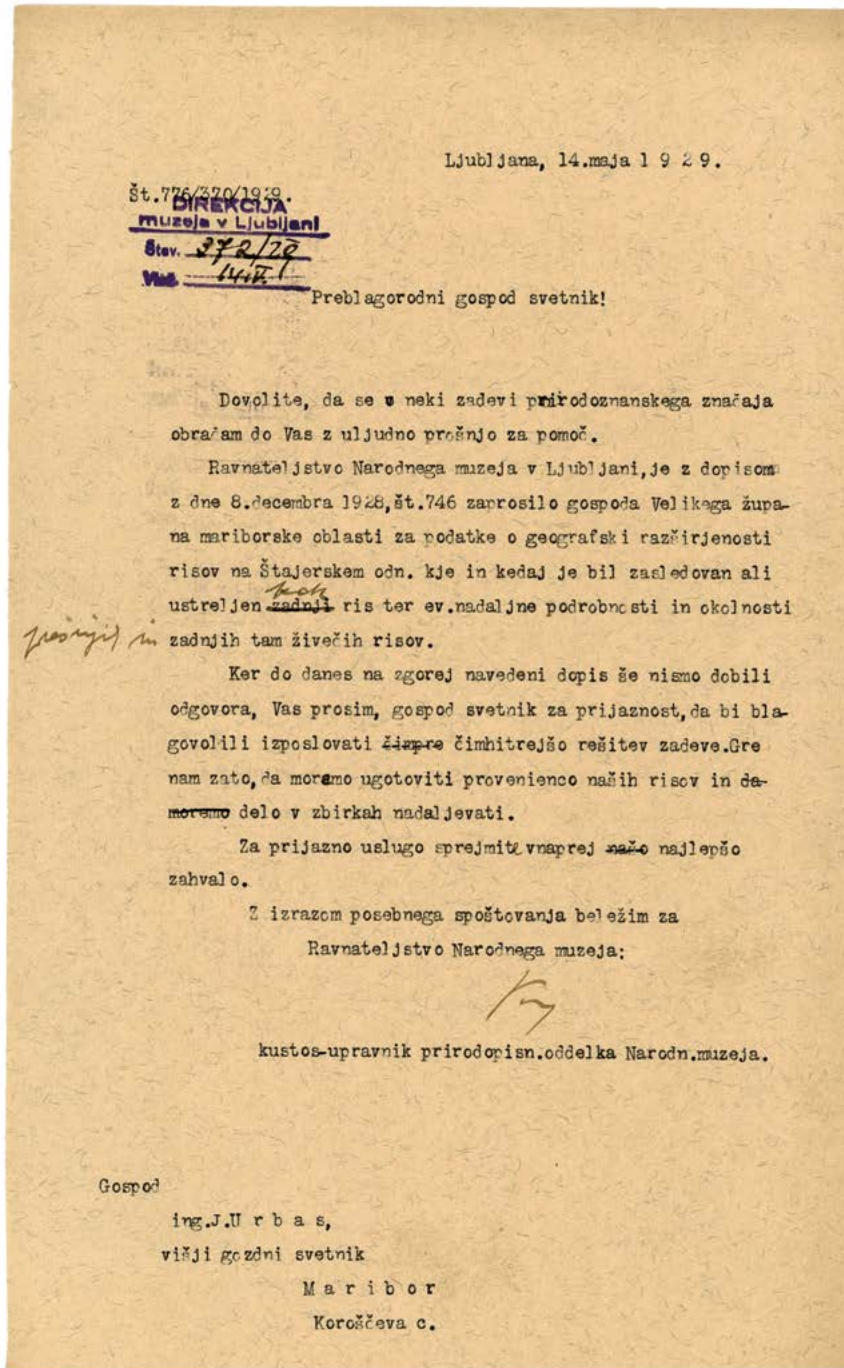 Ljubljana, 14.maja 1 9 2 9.
Št.776/370/1929.
DIREKCIJA
muzeja v Ljubljani
Štev. 372/29
Preblagorodni gospod svetnik!
Dovolite, da se v neki zadevi prirodoznanskega značaja
obračam do Vas z uljudno prošnjo za pomoč.
Ravnateljstvo Narodnega muzeja v Ljubljani,je z dopisom
z dne 8.decembra 1928,št.746 zaprosilo gospoda Velikega župa-
na mariborske oblasti za podatke o geografski razširjenosti
risov na Štajerskem odn. kje in kedaj je bil zasledovan ali
kak
ustreljen zadnji ris ter ev.nadaljne podrobnosti in okolnosti
in zadnjih tam živečih risov.
Ker do danes na zgorej navedeni dopis še nismo dobili
odgovora, Vas prosim, gospod svetnik za prijaznost,da bi bla-
govolili izposlovati čimpre čimhitrejšo rešitev zadeve.Gre
nam zato,da moremo ugotoviti provenienco naših risov in da
moremo delo v zbirkah nadaljevati.
Za prijazno uslugo sprejmite vnaprej našo najlepšo
zahvalo.
Z izrazom posebnega spoštovanja beležim za
Ravnateljstvo Narodnega muzeja:
kustos-upravnik prirodopisn.oddelka Narodn.muzeja.
Gospod
ing.J.U r b a s,
višji gozdni svetnik
M a r i b o r
Koroščeva c.